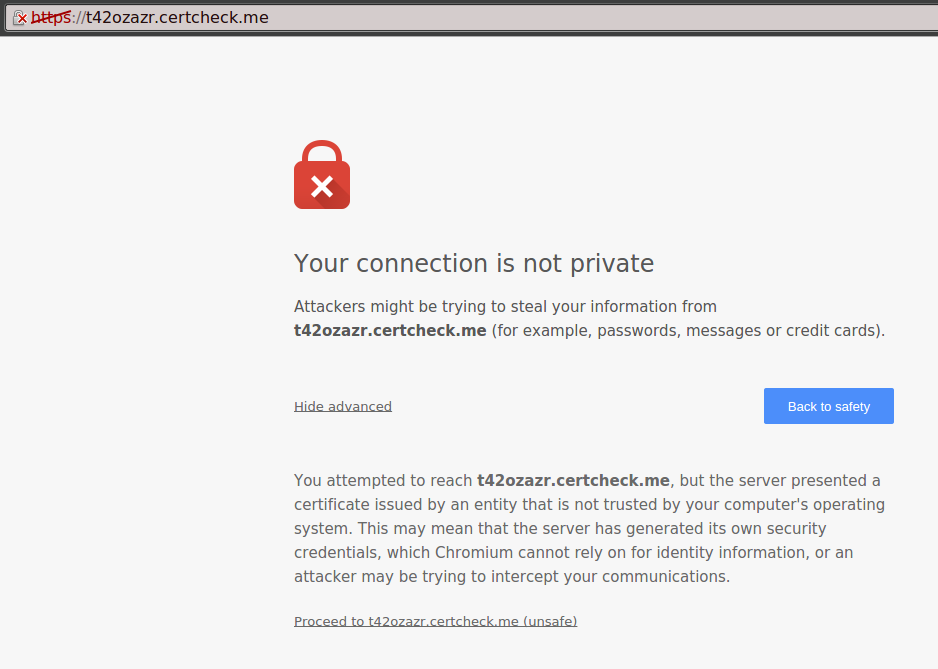 https://t42ozazr.certcheck.me
Your connection is not private
Attackers might be trying to steal your information from
t42ozazr.certcheck.me (for example, passwords, messages or credit cards).
Hide advanced
Back to safety
You attempted to reach t42ozazr.certcheck.me, but the server presented a
certificate issued by an entity that is not trusted by your computer's operating
system. This may mean that the server has generated its own security
credentials, which Chromium cannot rely on for identity information, or an
attacker may be trying to intercept your communications.
Proceed to t42ozazr.certcheck.me (unsafe)